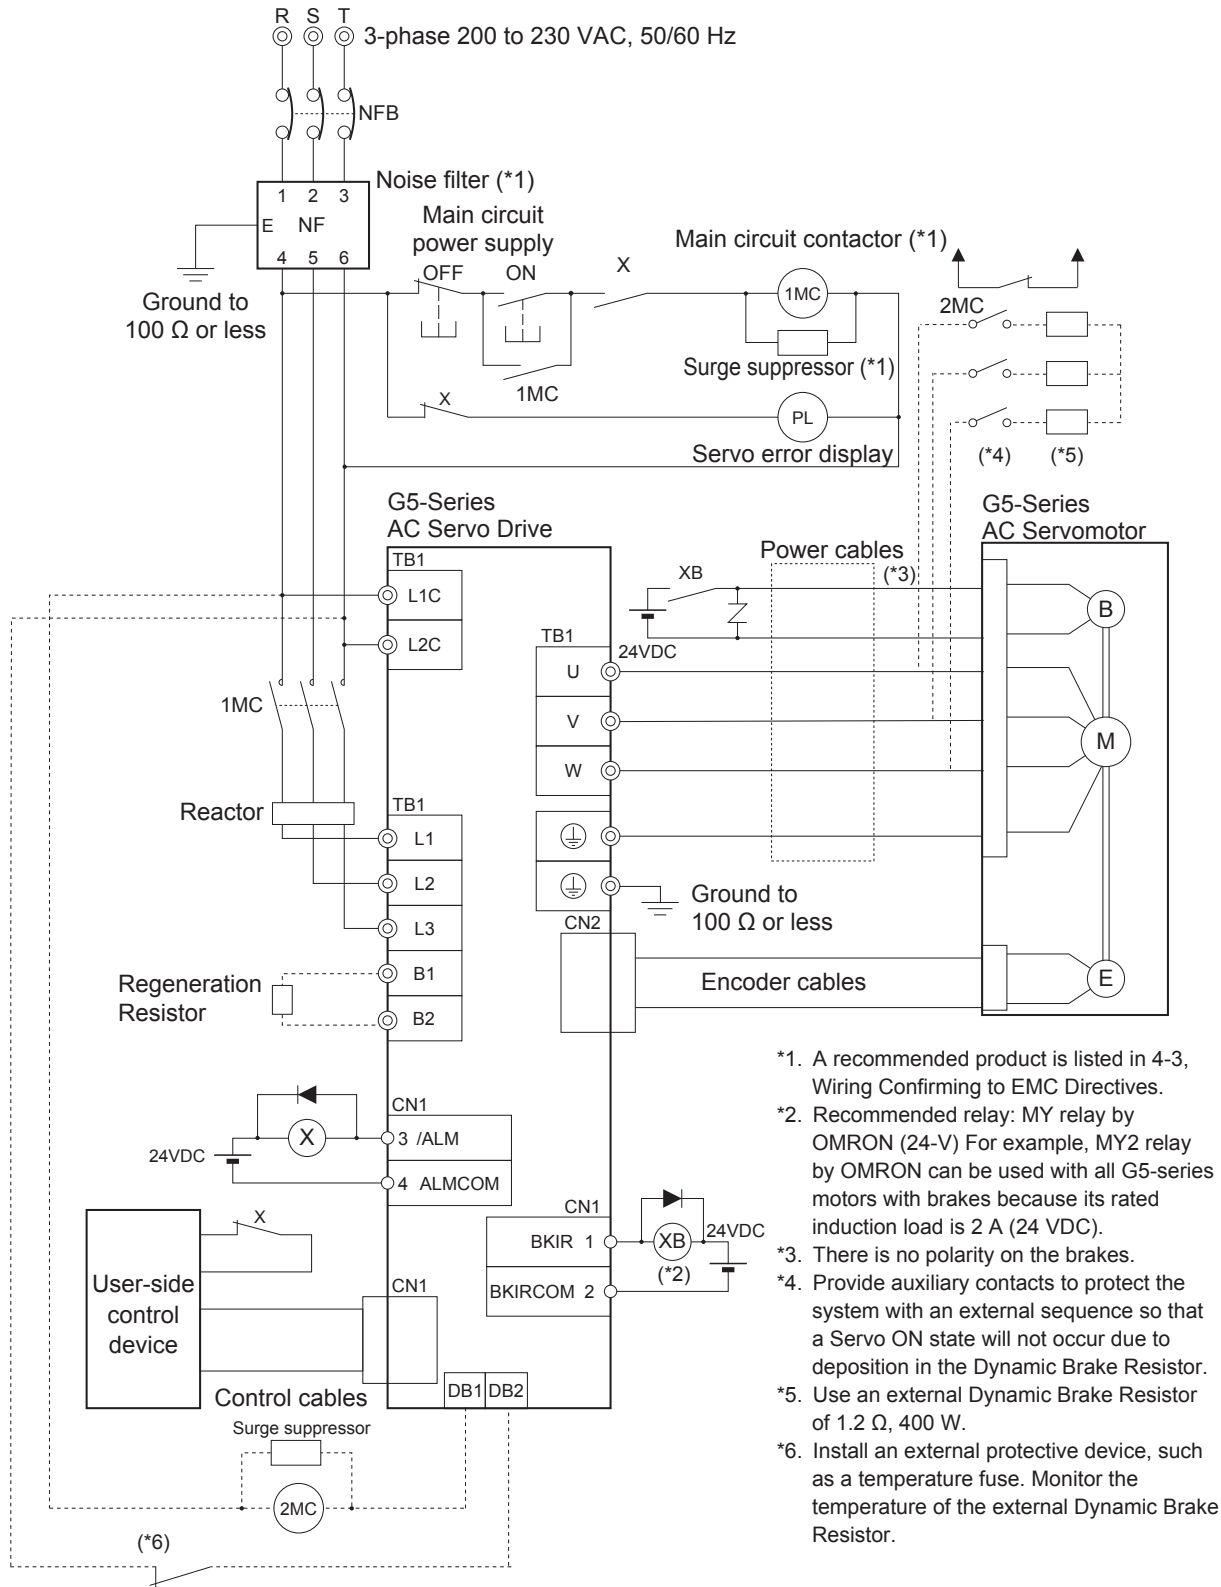 R S T
3-phase 200 to 230 VAC, 50/60 Hz
NFB
Noise filter (*1)
1 2 3
E NF
4 5 6
Ground to
100 Ω or less
Main circuit
power supply
OFF ON
X
Main circuit contactor (*1)
1MC
Surge suppressor (*1)
1MC
X
PL
Servo error display
2MC
(*4) (*5)
G5-Series
AC Servo Drive
G5-Series
AC Servomotor
TB1
L1C
L2C
XB
Power cables
(*3)
24VDC
TB1
U
V
W
B
M
E
1MC
Reactor
TB1
L1
L2
L3
B1
B2
Regeneration
Resistor
Ground to
100 Ω or less
CN2
Encoder cables
24VDC
X
CN1
3 /ALM
4 ALMCOM
CN1
BKIR 1
BKIRCOM 2
XB
(*2)
24VDC
X
User-side
control
device
CN1
Control cables
DB1 DB2
Surge suppressor
2MC
(*6)
*1. A recommended product is listed in 4-3,
Wiring Confirming to EMC Directives.
*2. Recommended relay: MY relay by
OMRON (24-V) For example, MY2 relay
by OMRON can be used with all G5-series
motors with brakes because its rated
induction load is 2 A (24 VDC).
*3. There is no polarity on the brakes.
*4. Provide auxiliary contacts to protect the
system with an external sequence so that
a Servo ON state will not occur due to
deposition in the Dynamic Brake Resistor.
*5. Use an external Dynamic Brake Resistor
of 1.2 Ω, 400 W.
*6. Install an external protective device, such
as a temperature fuse. Monitor the
temperature of the external Dynamic Brake
Resistor.